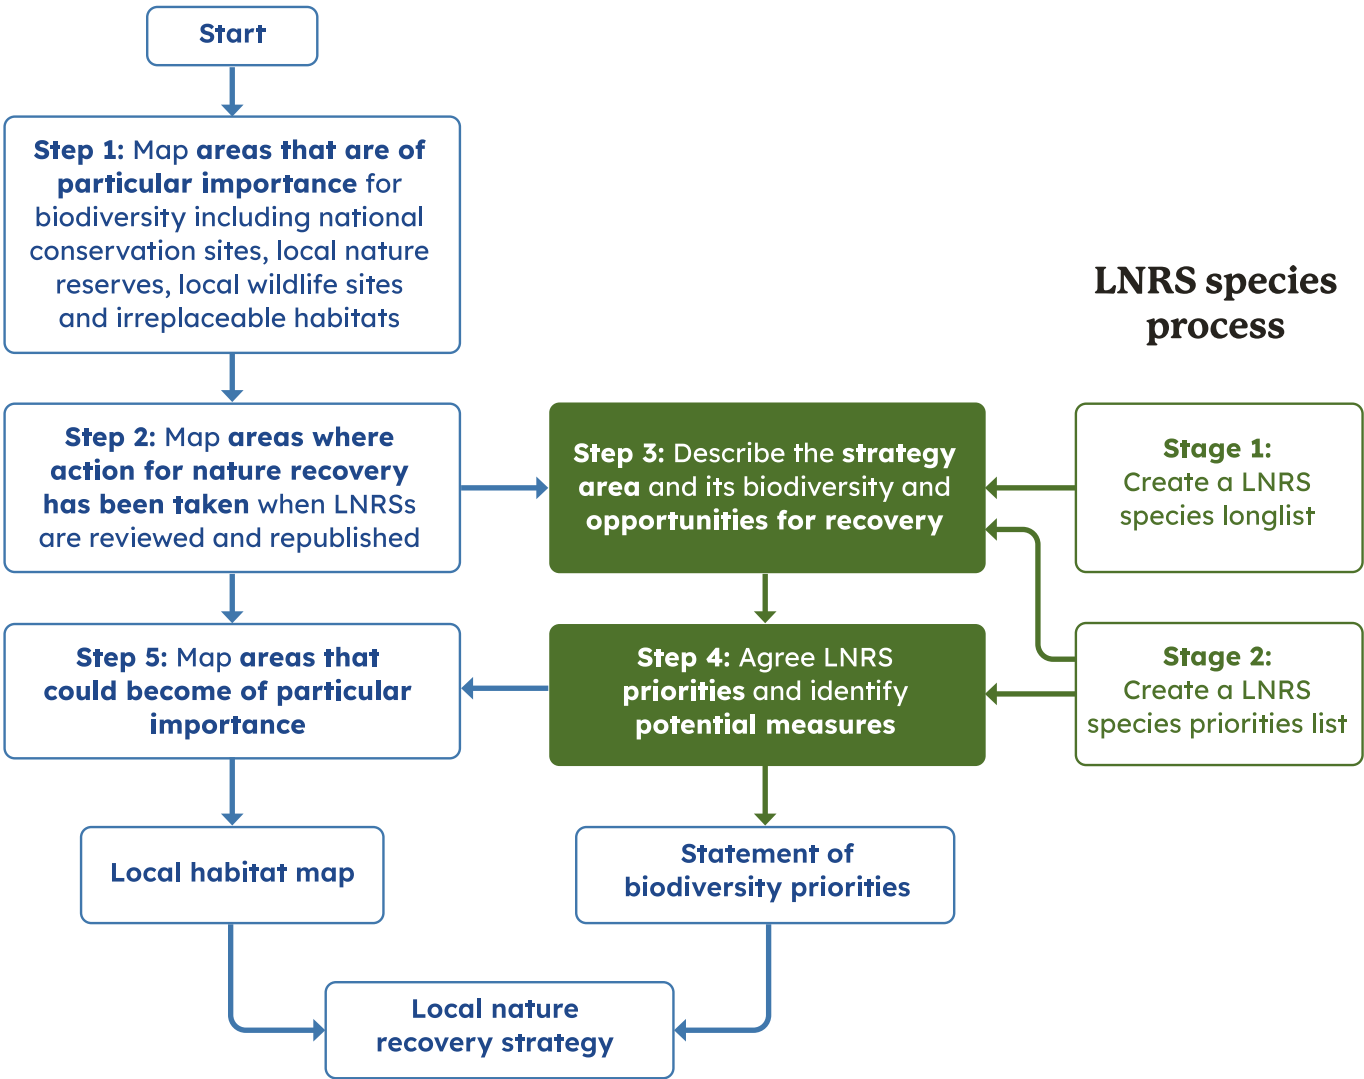 Start
Step 1: Map areas that are of
particular importance for
biodiversity including national
conservation sites, local nature
reserves, local wildlife sites
and irreplaceable habitats
LNRS species
process
Step 2: Map areas where
action for nature recovery
has been taken when LNRSs
are reviewed and republished
Step 3: Describe the strategy
area and its biodiversity and
opportunities for recovery
Stage 1:
Create a LNRS
species longlist
Step 5: Map areas that
could become of particular
importance
Step 4: Agree LNRS
priorities and identify
potential measures
Stage 2:
Create a LNRS
species priorities list
Local habitat map
Statement of
biodiversity priorities
Local nature
recovery strategy